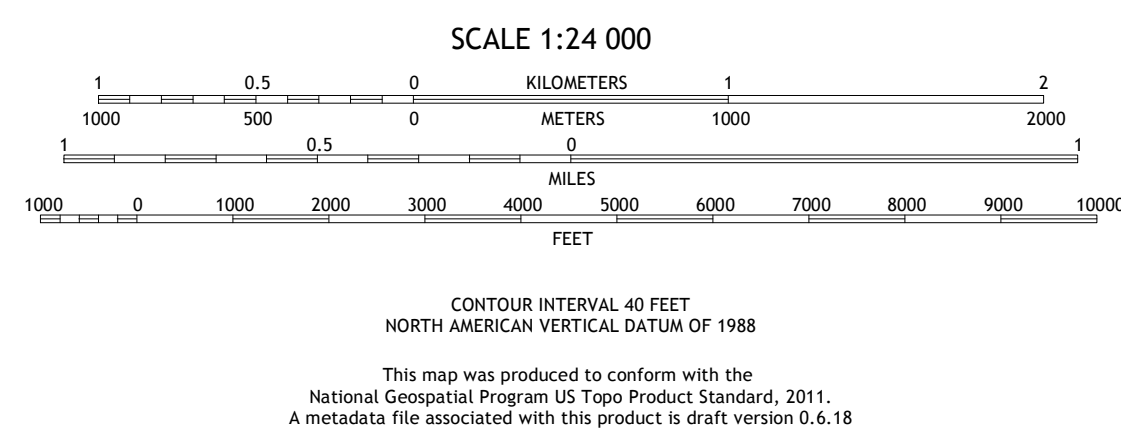 SCALE 1:24 000
1 0.5 0 KILOMETERS 1 2
1000 500 0 METERS 1000 2000
1 0.5 0 1
MILES
1000 0 1000 2000 3000 4000 5000 6000 7000 8000 9000 10000
FEET
CONTOUR INTERVAL 40 FEET
NORTH AMERICAN VERTICAL DATUM OF 1988
This map was produced to conform with the
National Geospatial Program US Topo Product Standard, 2011.
A metadata file associated with this product is draft version 0.6.18